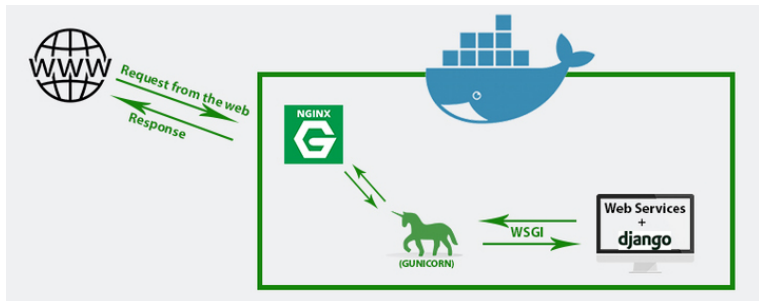 WWW
Request from the web
Response
NGINX
G
(GUNICORN)
WSGI
Web Services
+
django